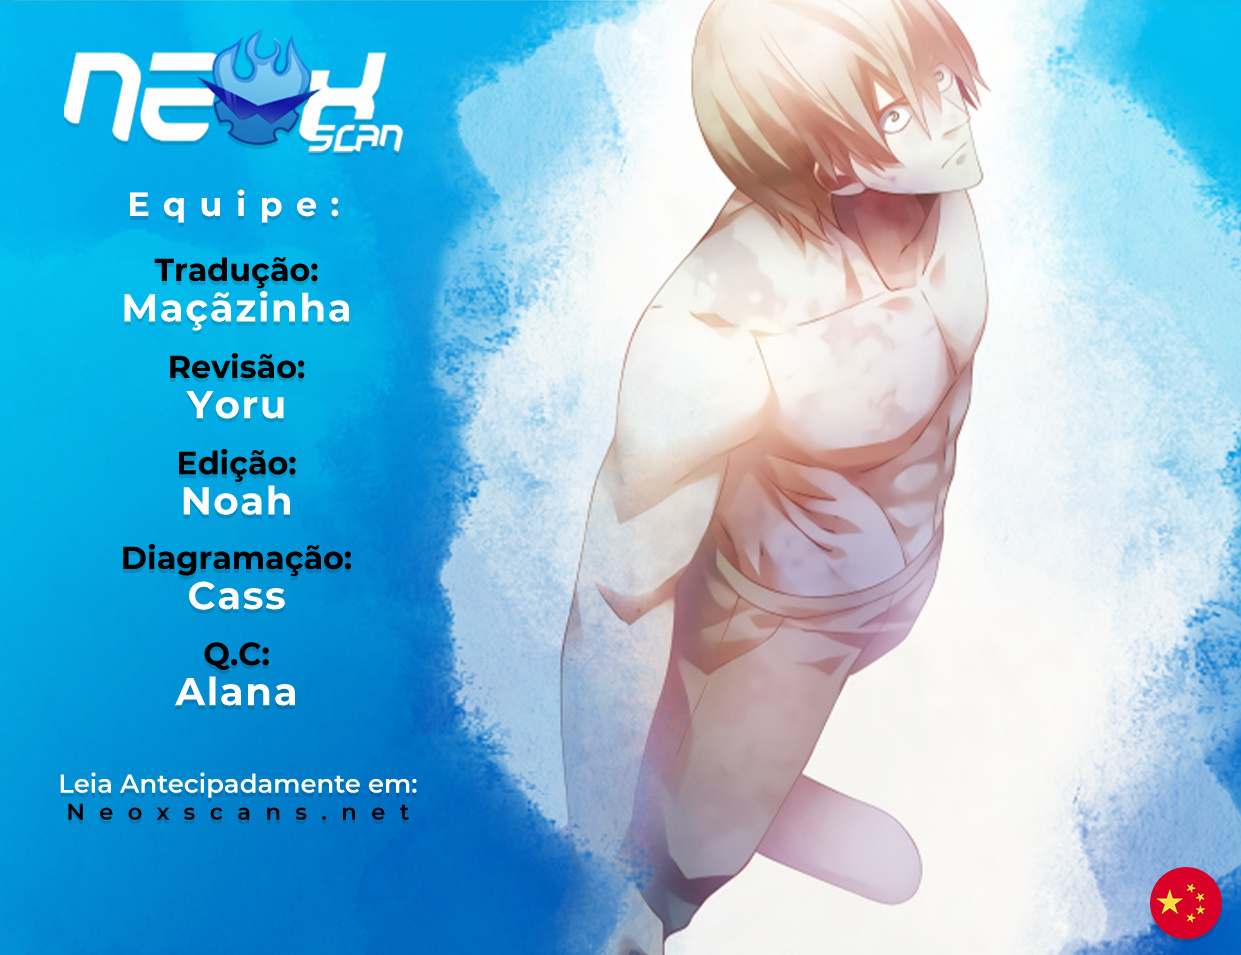 NEOX
SCAN
Equipe:
Tradução:
Maçãzinha
Revisão:
Yoru
Edição:
Noah
Diagramação:
Cass
Q.C:
Alana
Leia Antecipadamente em:
Neoxscans.net